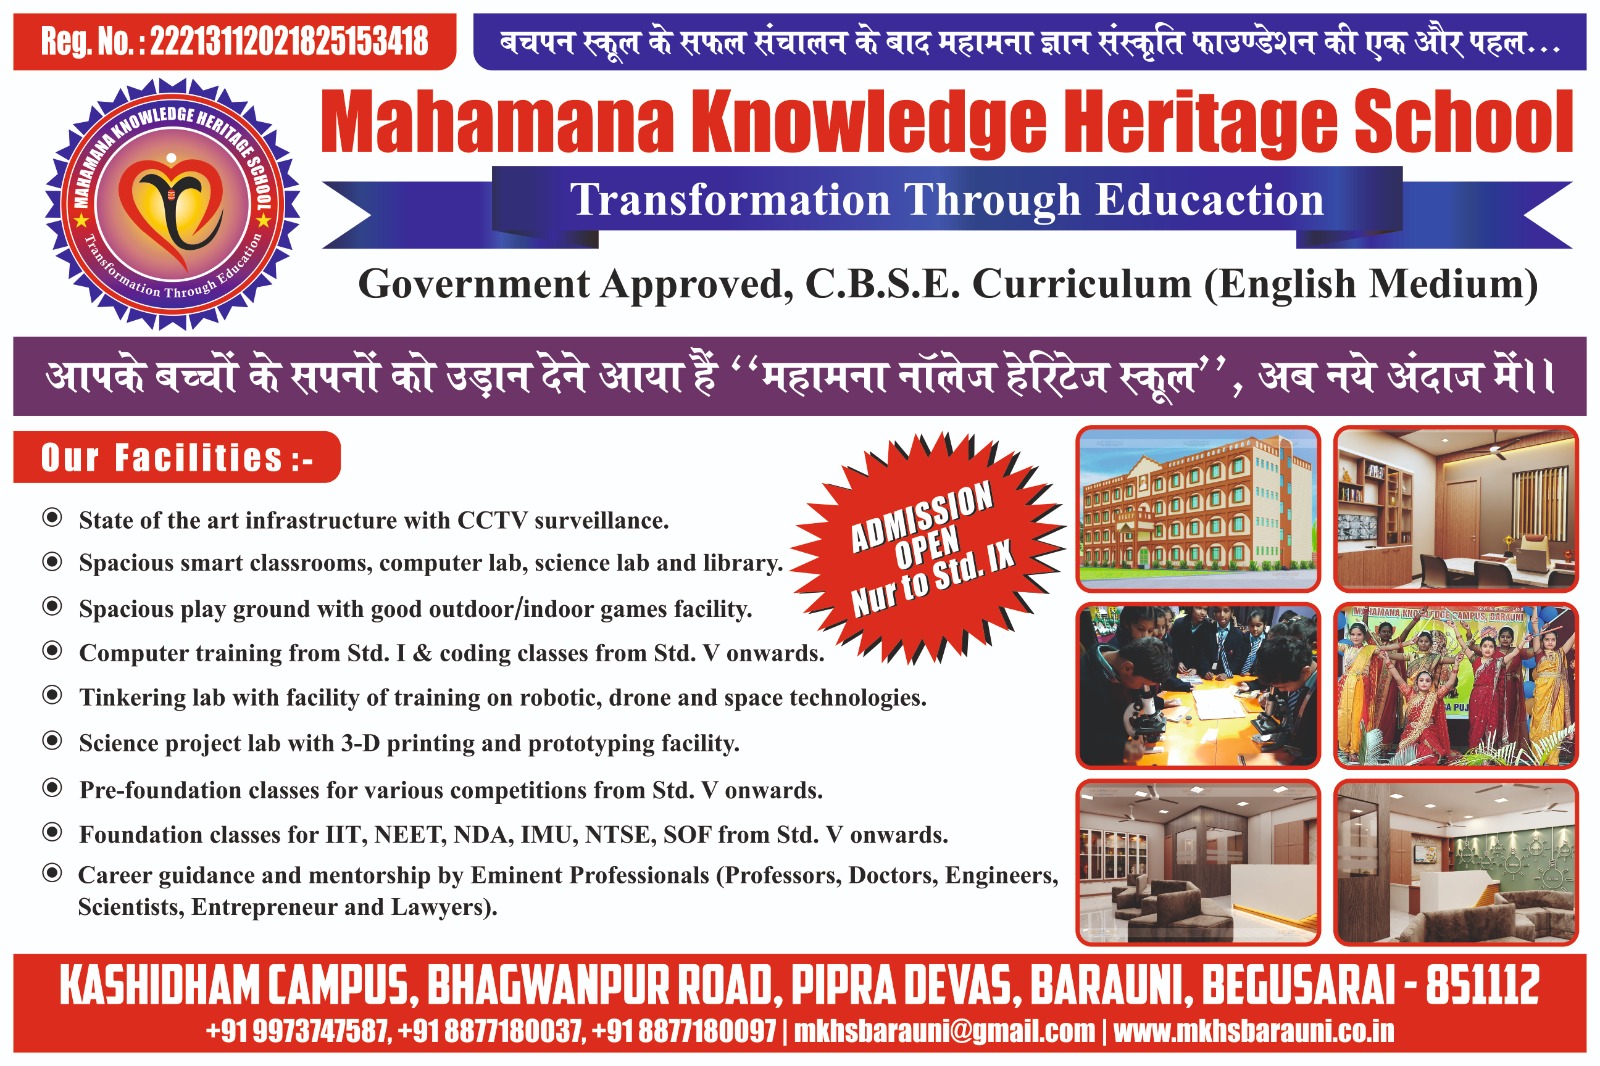 Reg. No. : 22213112021825153418
बचपन स्कूल के सफल संचालन के बाद महामना ज्ञान संस्कृति फाउण्डेशन की एक और पहल...
Mahamana Knowledge Heritage School
MAHAMANA KNOWLEDGE HERITAGE SCHOOL
Transformation Through Education
Transformation Through Educaction
Government Approved, C.B.S.E. Curriculum (English Medium)
आपके बच्चों के सपनों को उड़ान देने आया हैं ‘‘महामना नॉलेज हेरिटेज स्कूल’’, अब नये अंदाज में।।
Our Facilities :-
State of the art infrastructure with CCTV surveillance.
Spacious smart classrooms, computer lab, science lab and library.
Spacious play ground with good outdoor/indoor games facility.
Computer training from Std. I & coding classes from Std. V onwards.
Tinkering lab with facility of training on robotic, drone and space technologies.
Science project lab with 3-D printing and prototyping facility.
Pre-foundation classes for various competitions from Std. V onwards.
Foundation classes for IIT, NEET, NDA, IMU, NTSE, SOF from Std. V onwards.
Career guidance and mentorship by Eminent Professionals (Professors, Doctors, Engineers,
Scientists, Entrepreneur and Lawyers).
ADMISSION
OPEN
Nur to Std. IX
MAHAMANA KNOWLEDGE CAMPUS, BARAUNI
KASHIDHAM CAMPUS, BHAGWANPUR ROAD, PIPRA DEVAS, BARAUNI, BEGUSARAI - 851112
+91 9973747587, +91 8877180037, +91 8877180097 | mkhsbarauni@gmail.com | www.mkhsbarauni.co.in